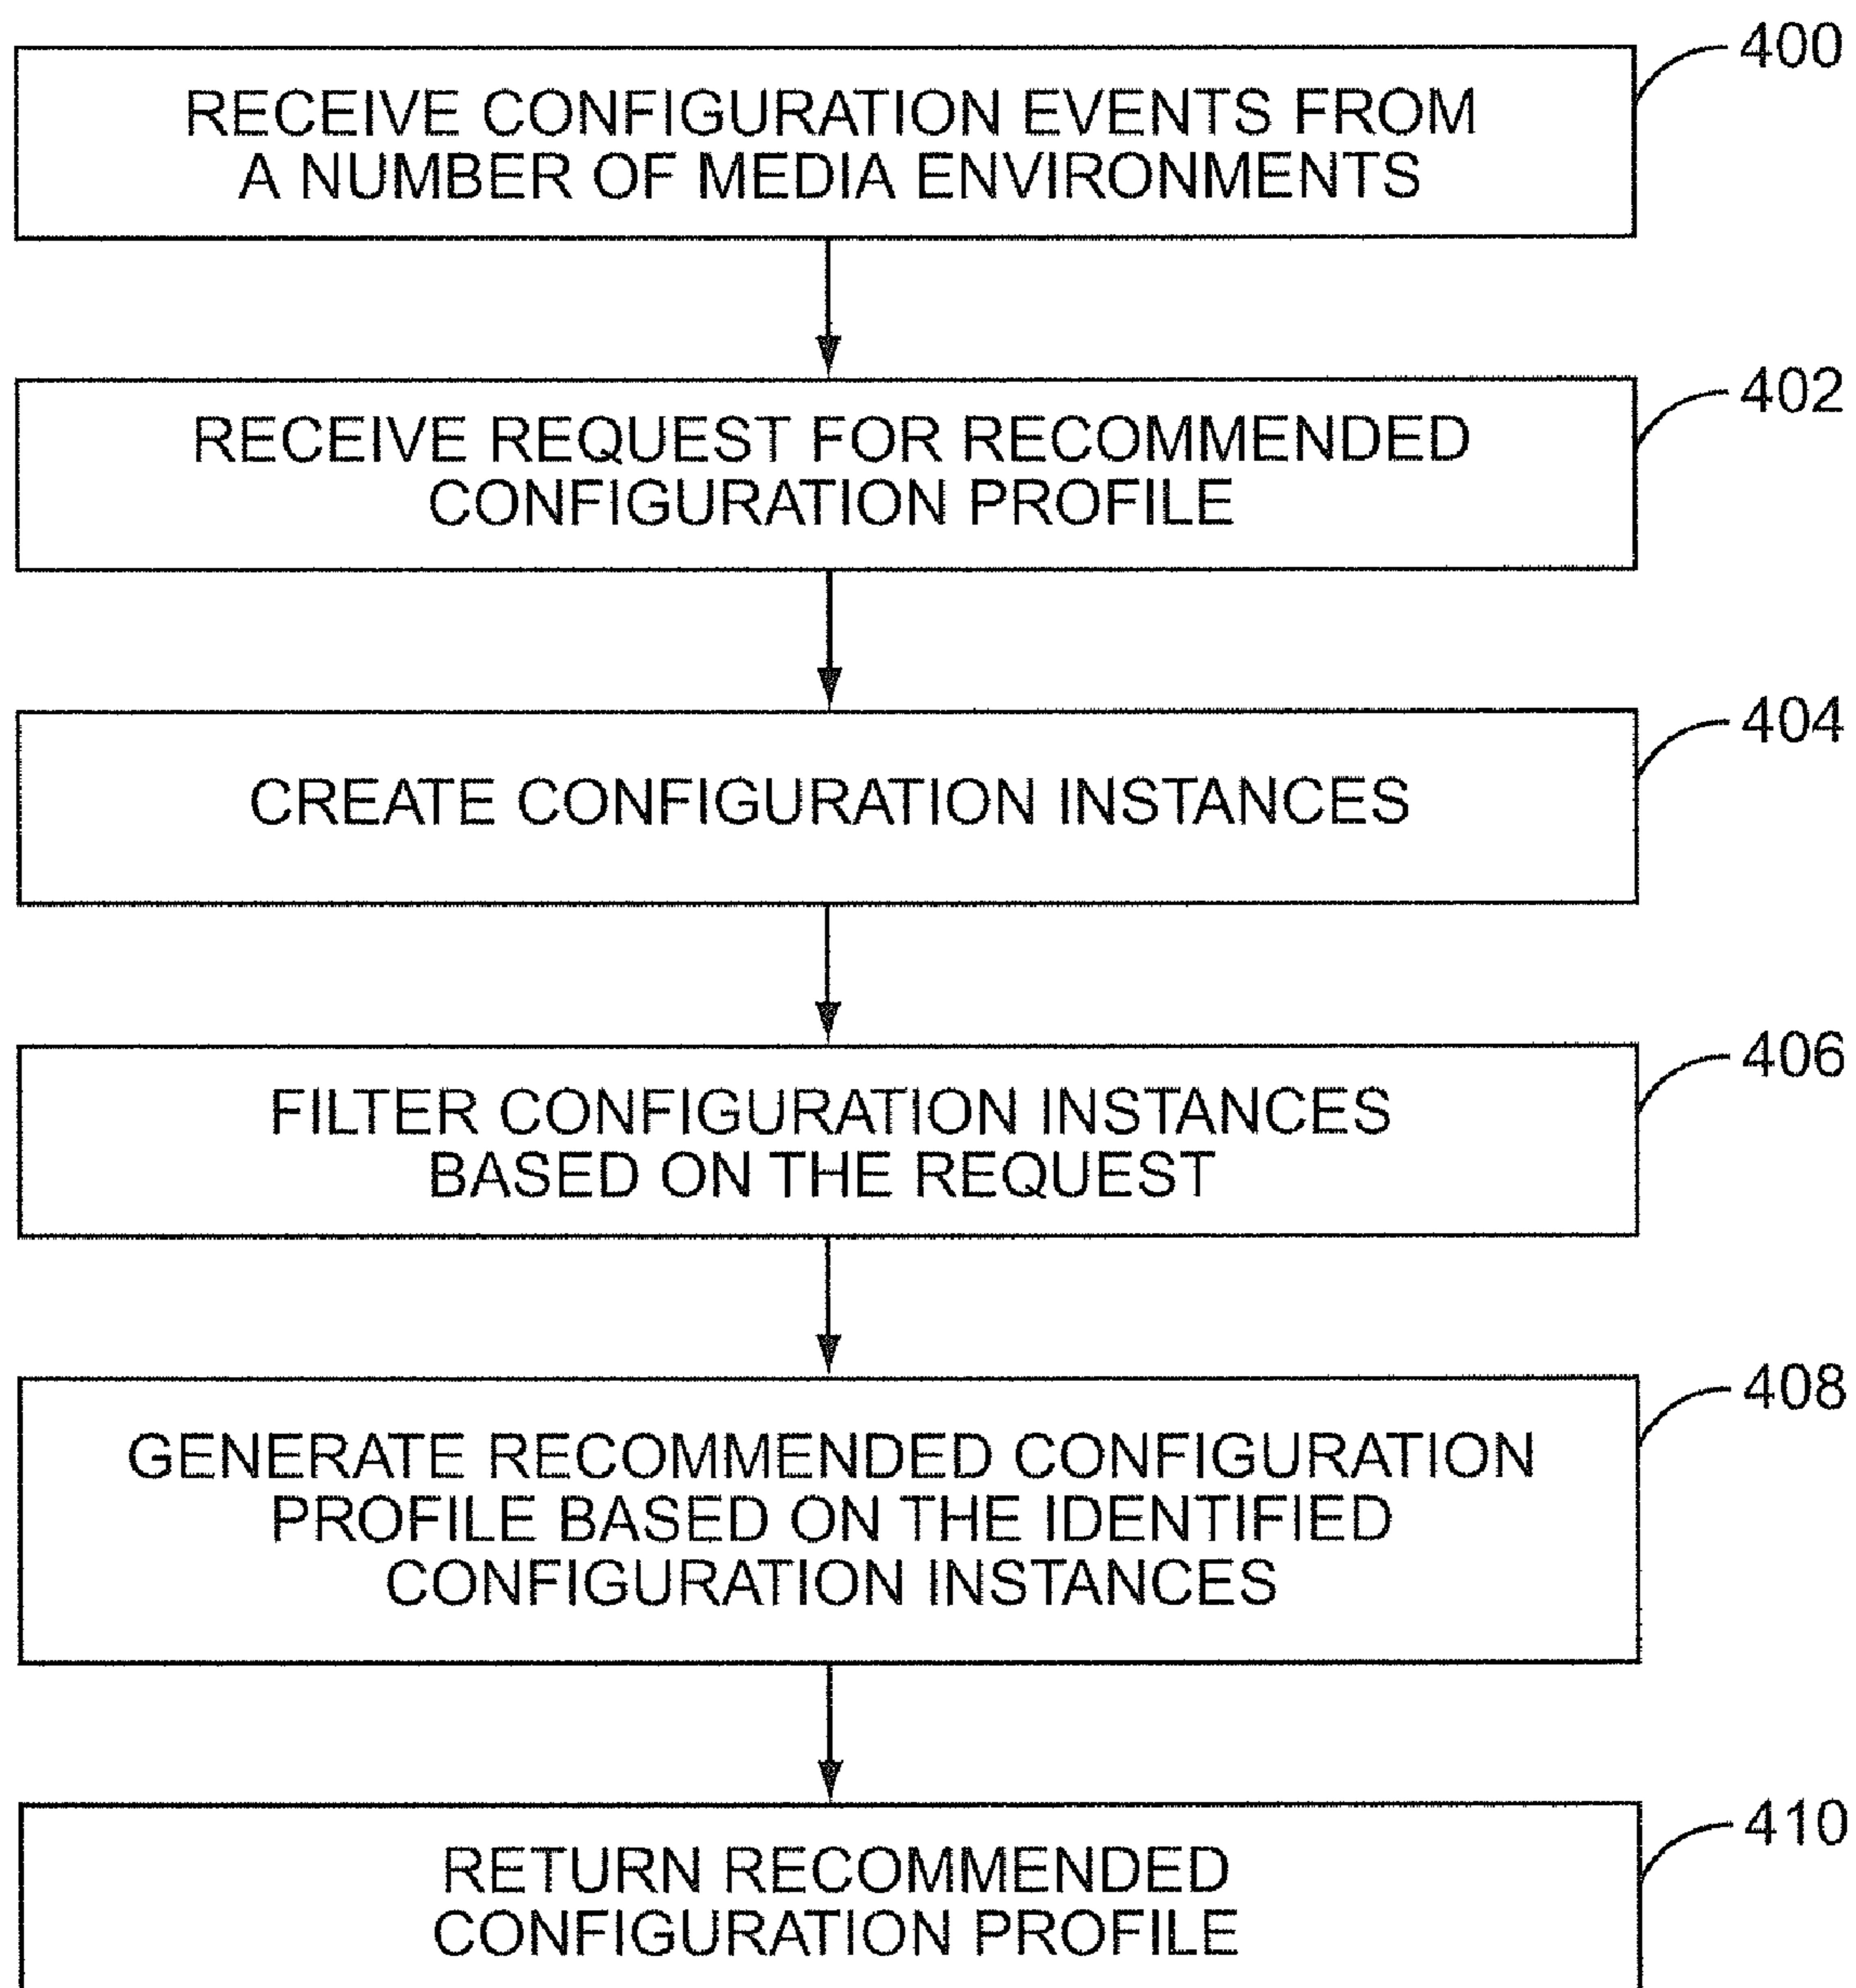 400
RECEIVE CONFIGURATION EVENTS FROM
A NUMBER OF MEDIA ENVIRONMENTS
402
RECEIVE REQUEST FOR RECOMMENDED
CONFIGURATION PROFILE
404
CREATE CONFIGURATION INSTANCES
406
FILTER CONFIGURATION INSTANCES
BASED ON THE REQUEST
408
GENERATE RECOMMENDED CONFIGURATION
PROFILE BASED ON THE IDENTIFIED
CONFIGURATION INSTANCES
410
RETURN RECOMMENDED
CONFIGURATION PROFILE